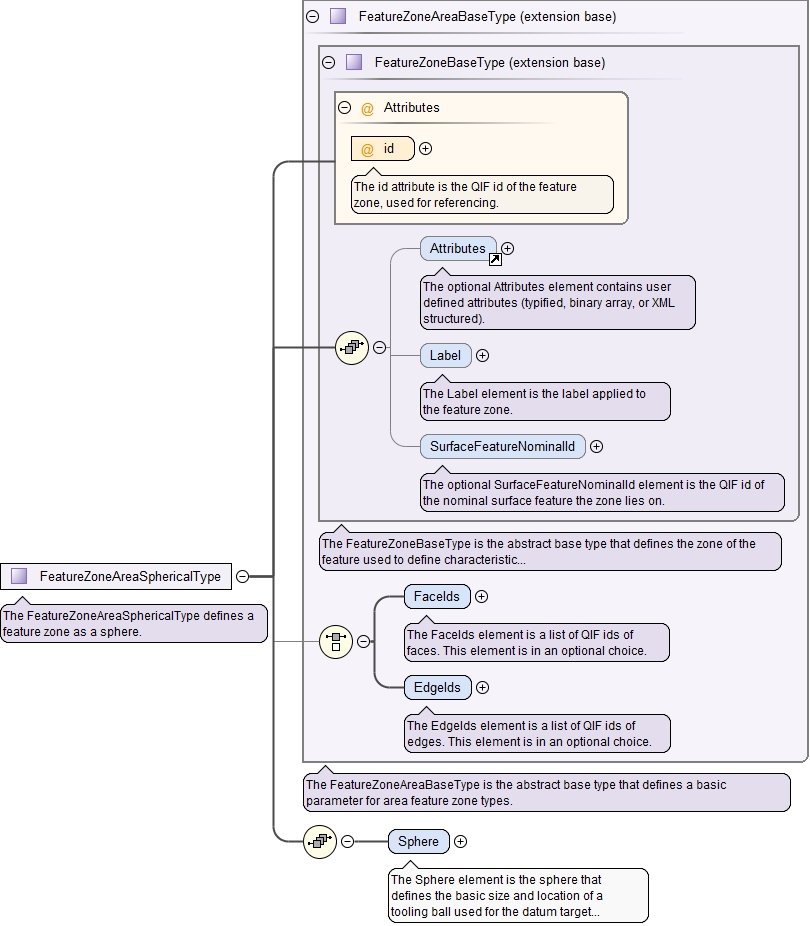 FeatureZoneAreaBaseType (extension base)
FeatureZoneBaseType (extension base)
@ Attributes
@ id
The id attribute is the QIF id of the feature
zone, used for referencing.
Attributes
The optional Attributes element contains user
defined attributes (typified, binary array, or XML
structured).
Label
The Label element is the label applied to
the feature zone.
SurfaceFeatureNominalId
The optional SurfaceFeatureNominalId element is the QIF id of
the nominal surface feature the zone lies on.
The FeatureZoneBaseType is the abstract base type that defines the zone of the
feature used to define characteristic...
FeatureZoneAreaSphericalType
The FeatureZoneAreaSphericalType defines a
feature zone as a sphere.
FaceIds
The FaceIds element is a list of QIF ids of
faces. This element is in an optional choice.
EdgeIds
The EdgeIds element is a list of QIF ids of
edges. This element is in an optional choice.
The FeatureZoneAreaBaseType is the abstract base type that defines a basic
parameter for area feature zone types.
Sphere
The Sphere element is the sphere that
defines the basic size and location of a
tooling ball used for the datum target...